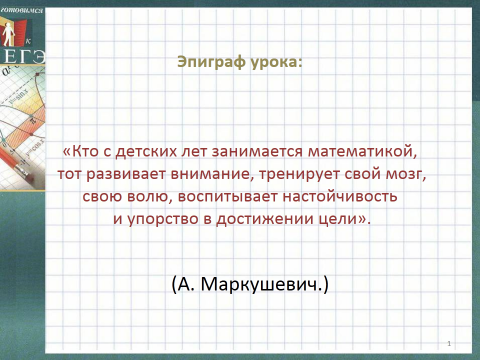 готовимся
к
ЕГЭ
Эпиграф урока:
«Кто с детских лет занимается математикой,
тот развивает внимание, тренирует свой мозг,
свою волю, воспитывает настойчивость
и упорство в достижении цели».
(А. Маркушевич.)
1